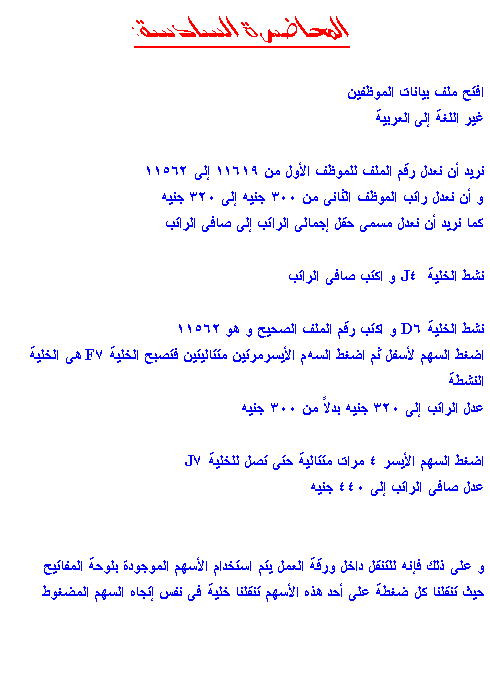 المحاضرة السادسة:
افتح ملف بيانات الموظفين
غير اللغة إلى العربية
نريد أن نعدل رقم الملف للموظف الأول من ١١٦١٩ إلى ١١٥٦٢
و أن نعدل راتب الموظف الثانى من ٣٠٠ جنيه إلى ٣٢٠ جنيه
كما نريد أن نعدل مسمى حقل إجمالى الراتب إلى صافى الراتب
نشط الخلية J٤ و اكتب صافى الراتب
نشط الخلية D٦ و اكتب رقم الملف الصحيح و هو ١١٥٦٢
اضغط السهم لأسفل ثم اضغط السهم الأيسرمرتين متتاليتين فتصبح الخلية F٧ هى الخلية
النشطة
عدل الراتب إلى ٣٢٠ جنيه بدلاً من ٣٠٠ جنيه
اضغط السهم الأيسر ٤ مرات متتالية حتى تصل للخلية J٧
عدل صافى الراتب إلى ٤٤٠ جنيه
و على ذلك فإنه للتنقل داخل ورقة العمل يتم استخدام الأسهم الموجودة بلوحة المفاتيح
حيث تنقلنا كل ضغطة على أحد هذه الأسهم تنقلنا خلية فى نفس إتجاه السهم المضغوط